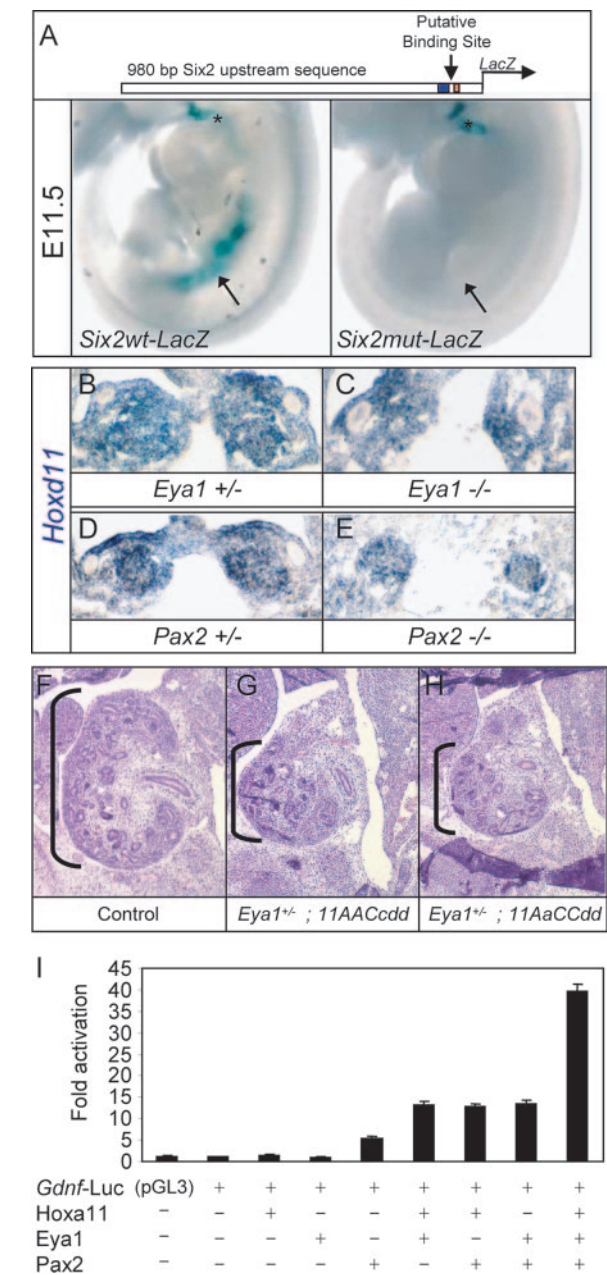 A
Putative
Binding Site
980 bp Six2 upstream sequence
LacZ
E11.5
*
*
Six2wt-LacZ
Six2mut-LacZ
Hoxd11
B
C
Eya1 +/-
Eya1 -/-
D
E
Pax2 +/-
Pax2 -/-
F
G
H
Control
Eya1+/- ; 11AACcdd
Eya1+/- ; 11AaCCdd
I
Fold activation
45
40
35
30
25
20
15
10
5
0
Gdnf-Luc (pGL3) + + + + + + + +
Hoxa11 − − + − − + + − +
Eya1 − − − + − + − + +
Pax2 − − − − + − + + +